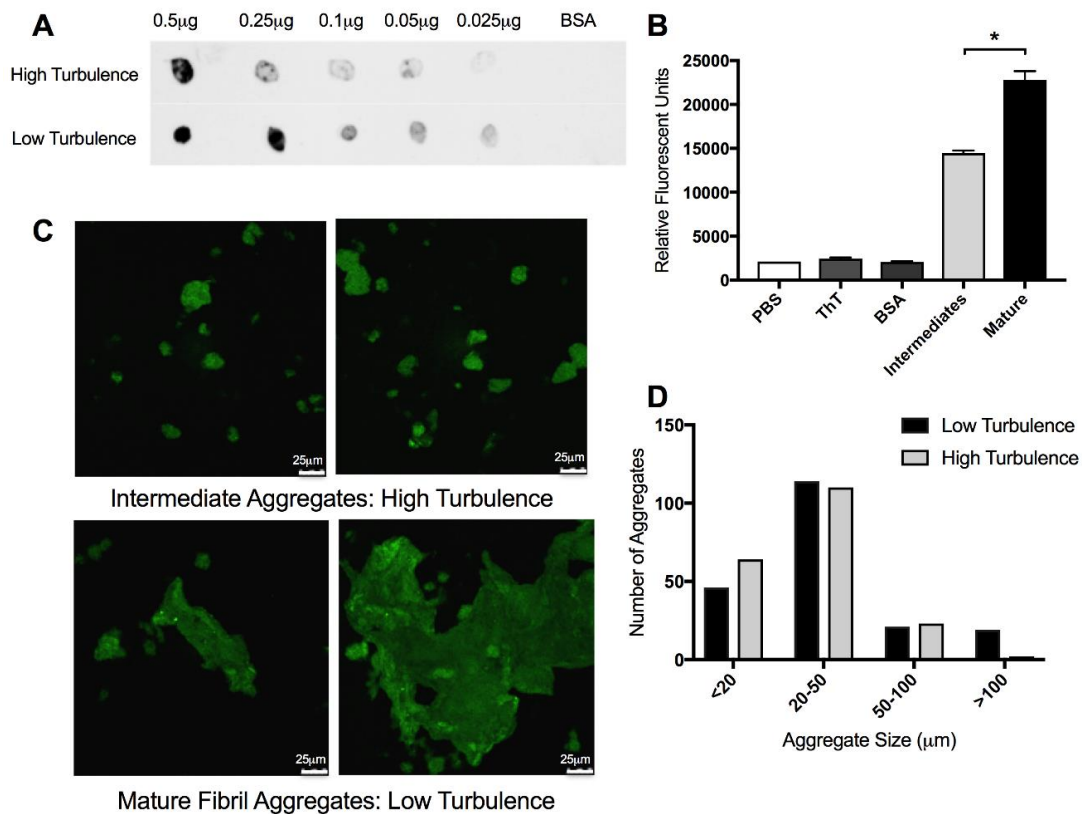 A
0.5μg 0.25μg 0.1μg 0.05μg 0.025μg BSA
High Turbulence
Low Turbulence
B
*
Relative Fluorescent Units
25000
20000
15000
10000
5000
0
PBS
ThT
BSA
Intermediates
Mature
C
25μm
25μm
Intermediate Aggregates: High Turbulence
25μm
25μm
Mature Fibril Aggregates: Low Turbulence
D
Low Turbulence
High Turbulence
Number of Aggregates
150
100
50
0
<20
20-50
50-100
>100
Aggregate Size (μm)